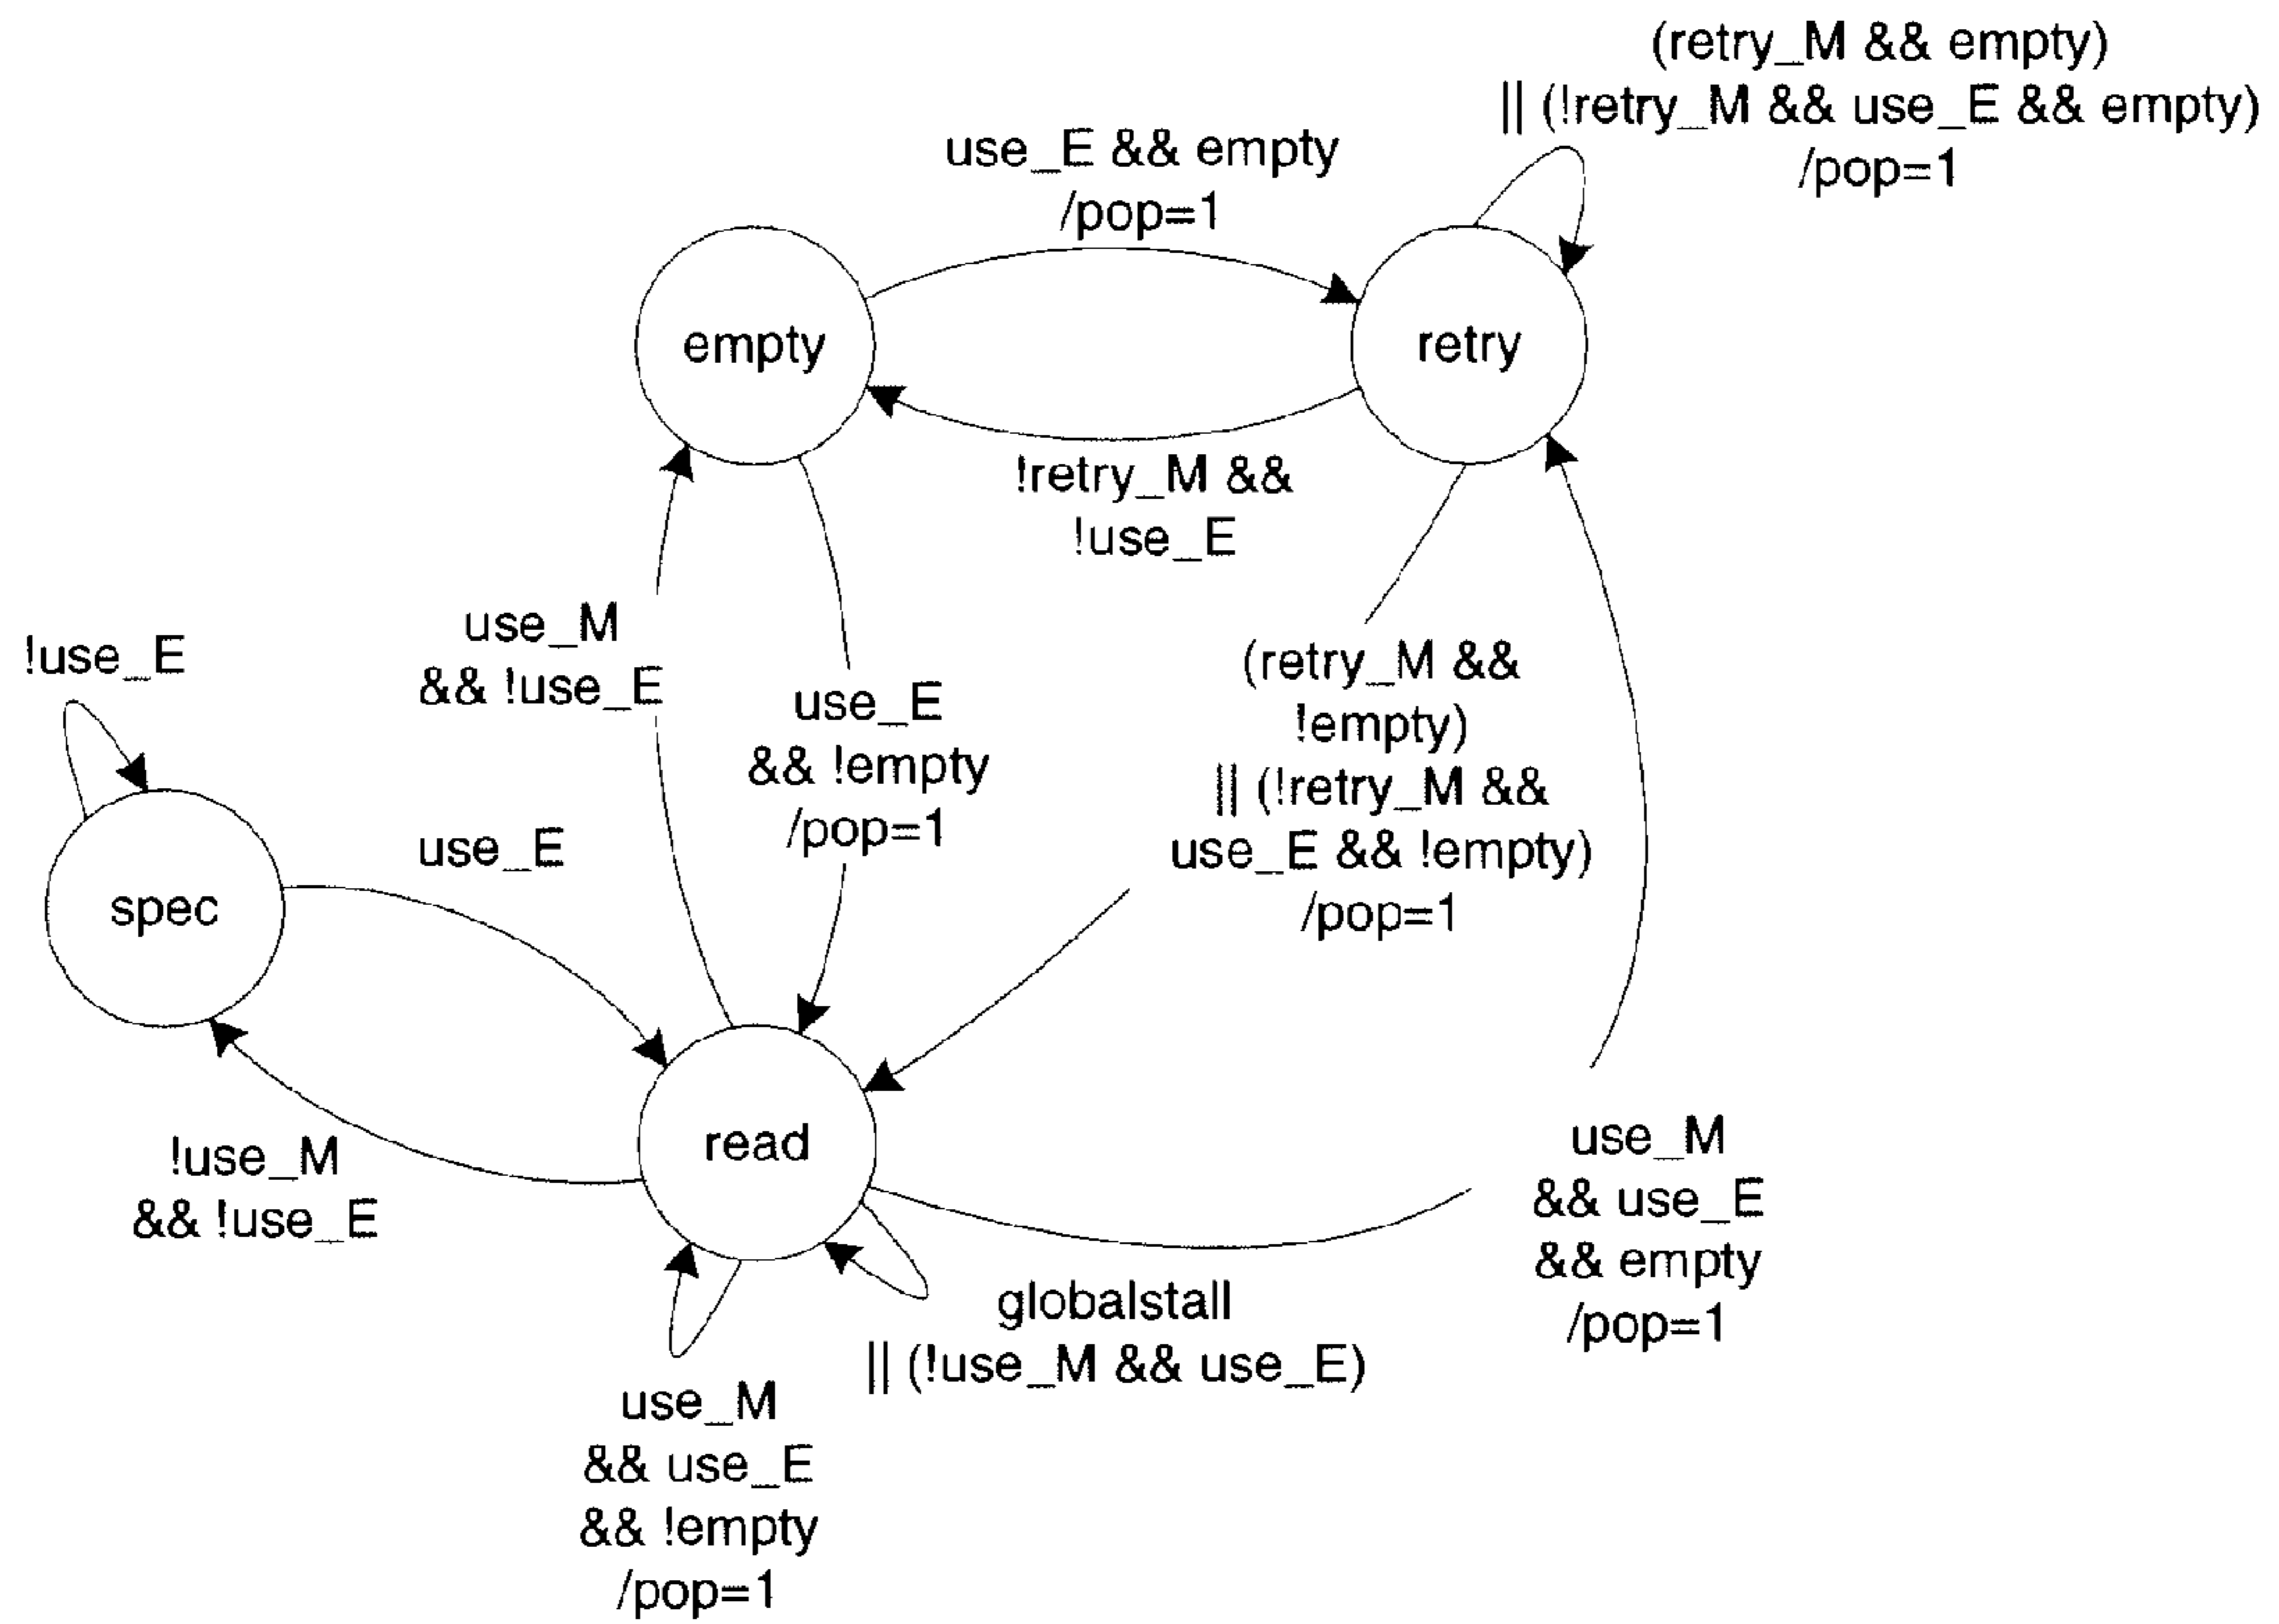 (retry_M && empty)
|| (!retry_M && use_E && empty)
/pop=1
use_E && empty
/pop=1
empty
retry
!retry_M &&
!use_E
use_M
&& !use_E
!use_E
use_E
&& !empty
/pop=1
(retry_M &&
!empty)
|| (!retry_M &&
use_E && !empty)
/pop=1
use_E
spec
read
!use_M
&& !use_E
use_M
&& use_E
&& empty
/pop=1
globalstall
|| (!use_M && use_E)
use_M
&& use_E
&& !empty
/pop=1